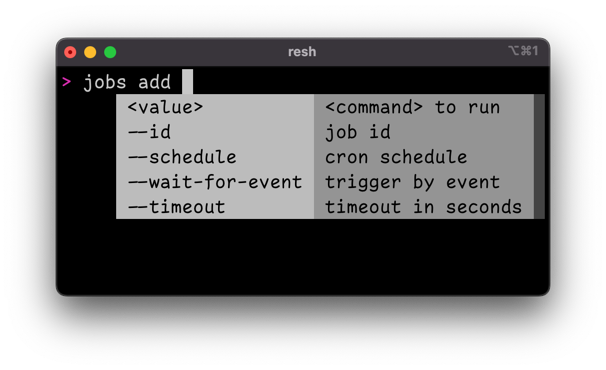 resh ⌥⌘1
> jobs add
<value> <command> to run
--id job id
--schedule cron schedule
--wait-for-event trigger by event
--timeout timeout in seconds